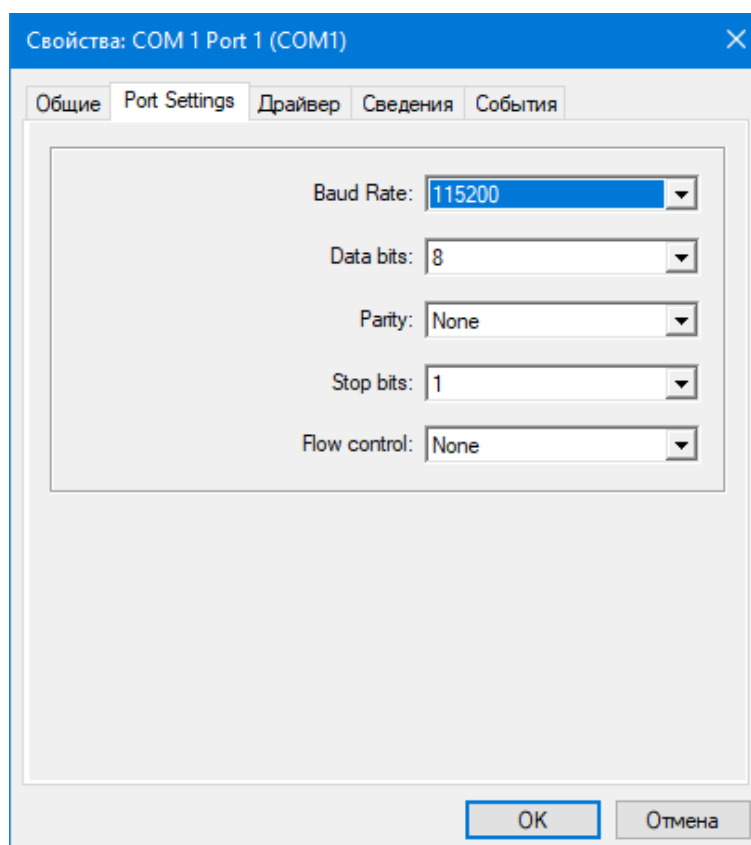 Свойства: COM 1 Port 1 (COM1)
Общие Port Settings Драйвер Сведения События
Baud Rate: 115200
Data bits: 8
Parity: None
Stop bits: 1
Flow control: None
OK Отмена